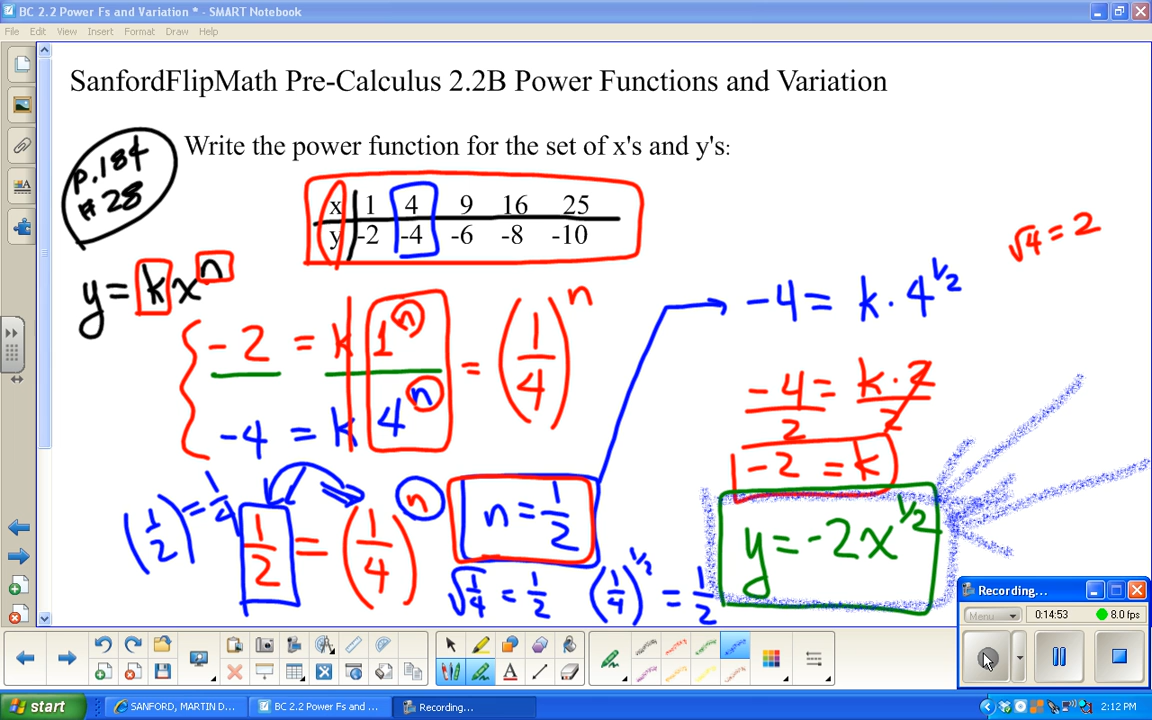 BC 2.2 Power Fs and Variation * - SMART Notebook
File Edit View Insert Format Draw Help
SanfordFlipMath Pre-Calculus 2.2B Power Functions and Variation
p.184
#28
Write the power function for the set of x's and y's:
x 1 4 9 16 25
y -2 -4 -6 -8 -10
√4 = 2
y = kx^n
-4 = k · 4^1/2
-2 = k 1^n = (1/4)^n
-4 = k 4^n
-4/2 = k · 2/2
-2 = k
(1/2) = 1/4
1/2 = (1/4)^n
n = 1/2
y = -2x^1/2
√1/4 = 1/2
(1/4)^1/2 = 1/2
Recording...
Menu
0:14:53
8.0 fps
start
SANFORD, MARTIN D...
BC 2.2 Power Fs and ...
Recording...
2:12 PM